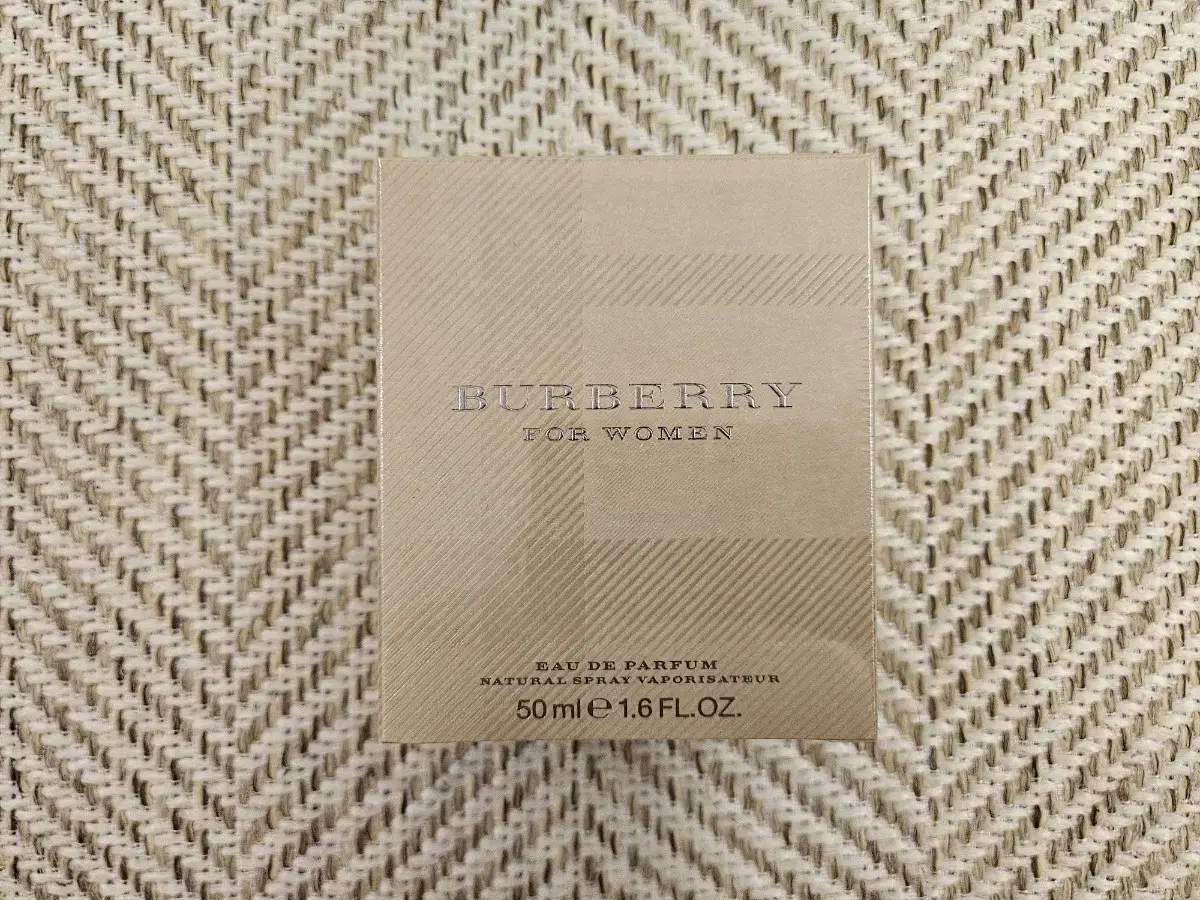 BURBERRY
FOR WOMEN
EAU DE PARFUM
NATURAL SPRAY VAPORISATEUR
50 ml ℮ 1.6 FL.OZ.